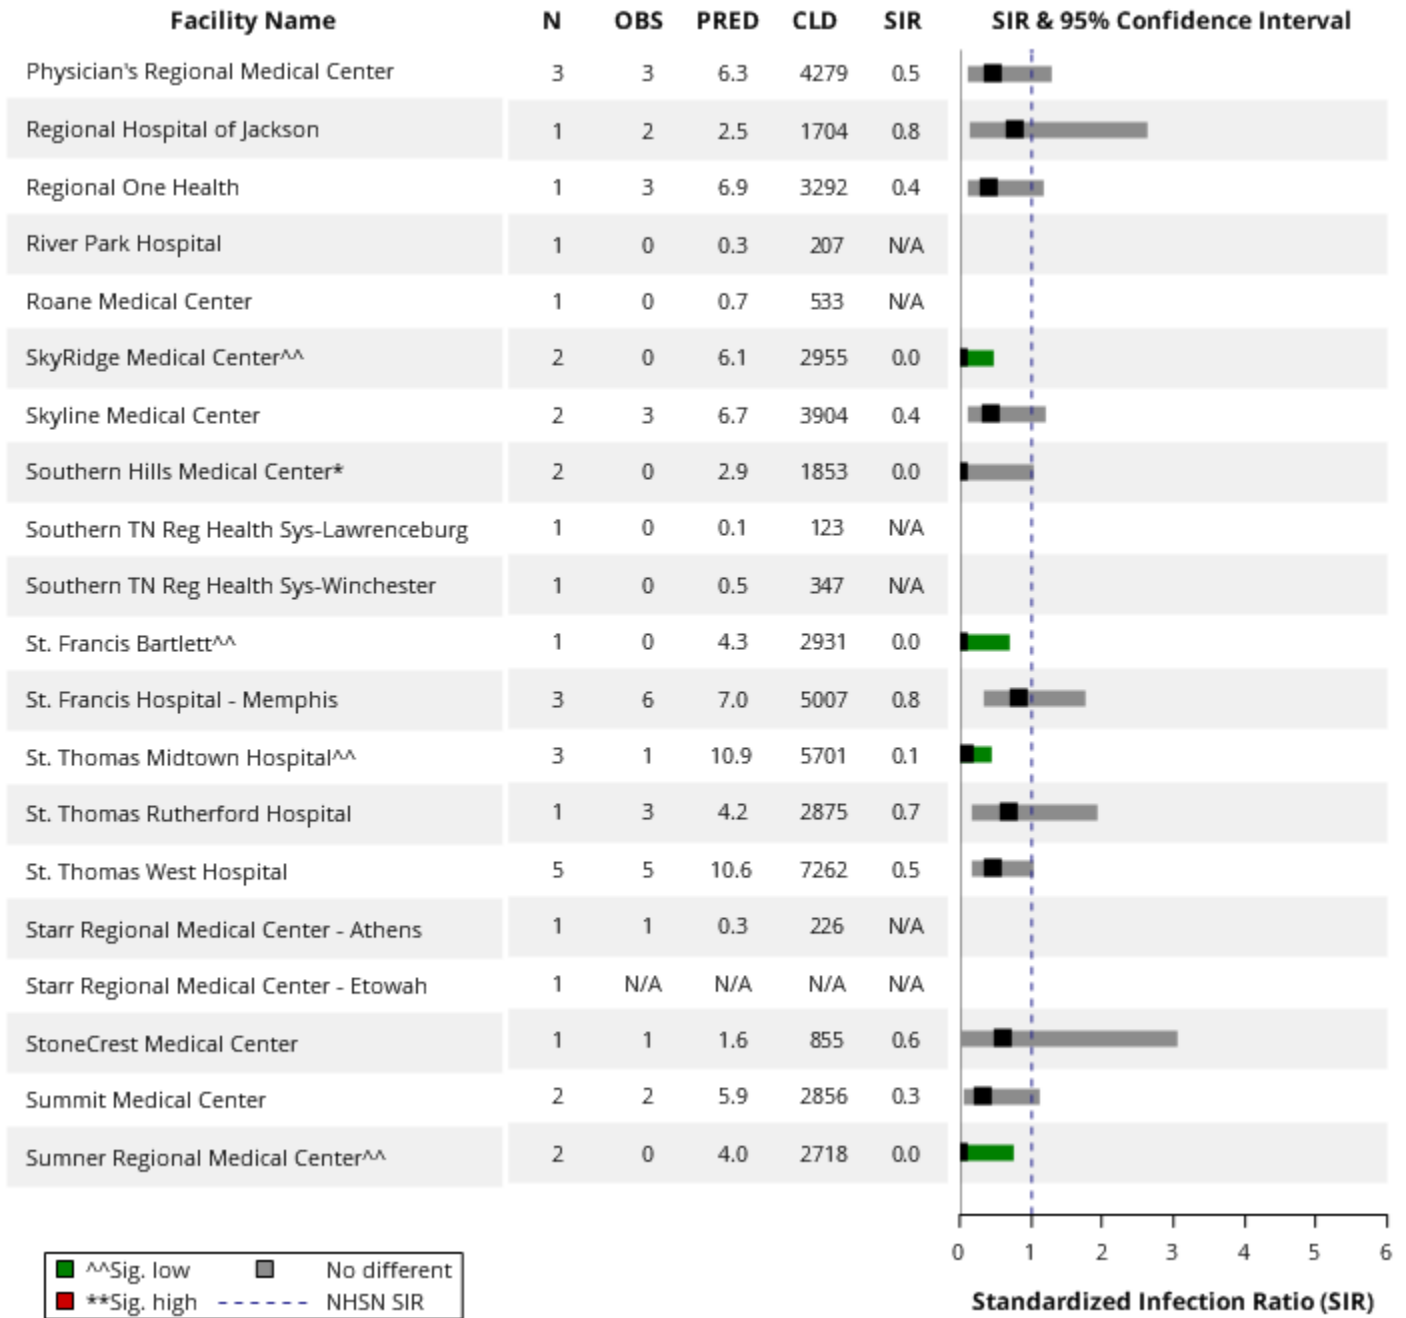 Facility Name N OBS PRED CLD SIR SIR & 95% Confidence Interval
Physician's Regional Medical Center 3 3 6.3 4279 0.5
Regional Hospital of Jackson 1 2 2.5 1704 0.8
Regional One Health 1 3 6.9 3292 0.4
River Park Hospital 1 0 0.3 207 N/A
Roane Medical Center 1 0 0.7 533 N/A
SkyRidge Medical Center^^ 2 0 6.1 2955 0.0
Skyline Medical Center 2 3 6.7 3904 0.4
Southern Hills Medical Center* 2 0 2.9 1853 0.0
Southern TN Reg Health Sys-Lawrenceburg 1 0 0.1 123 N/A
Southern TN Reg Health Sys-Winchester 1 0 0.5 347 N/A
St. Francis Bartlett^^ 1 0 4.3 2931 0.0
St. Francis Hospital - Memphis 3 6 7.0 5007 0.8
St. Thomas Midtown Hospital^^ 3 1 10.9 5701 0.1
St. Thomas Rutherford Hospital 1 3 4.2 2875 0.7
St. Thomas West Hospital 5 5 10.6 7262 0.5
Starr Regional Medical Center - Athens 1 1 0.3 226 N/A
Starr Regional Medical Center - Etowah 1 N/A N/A N/A N/A
StoneCrest Medical Center 1 1 1.6 855 0.6
Summit Medical Center 2 2 5.9 2856 0.3
Sumner Regional Medical Center^^ 2 0 4.0 2718 0.0
0 1 2 3 4 5 6
^^Sig. low No different
**Sig. high NHSN SIR
Standardized Infection Ratio (SIR)